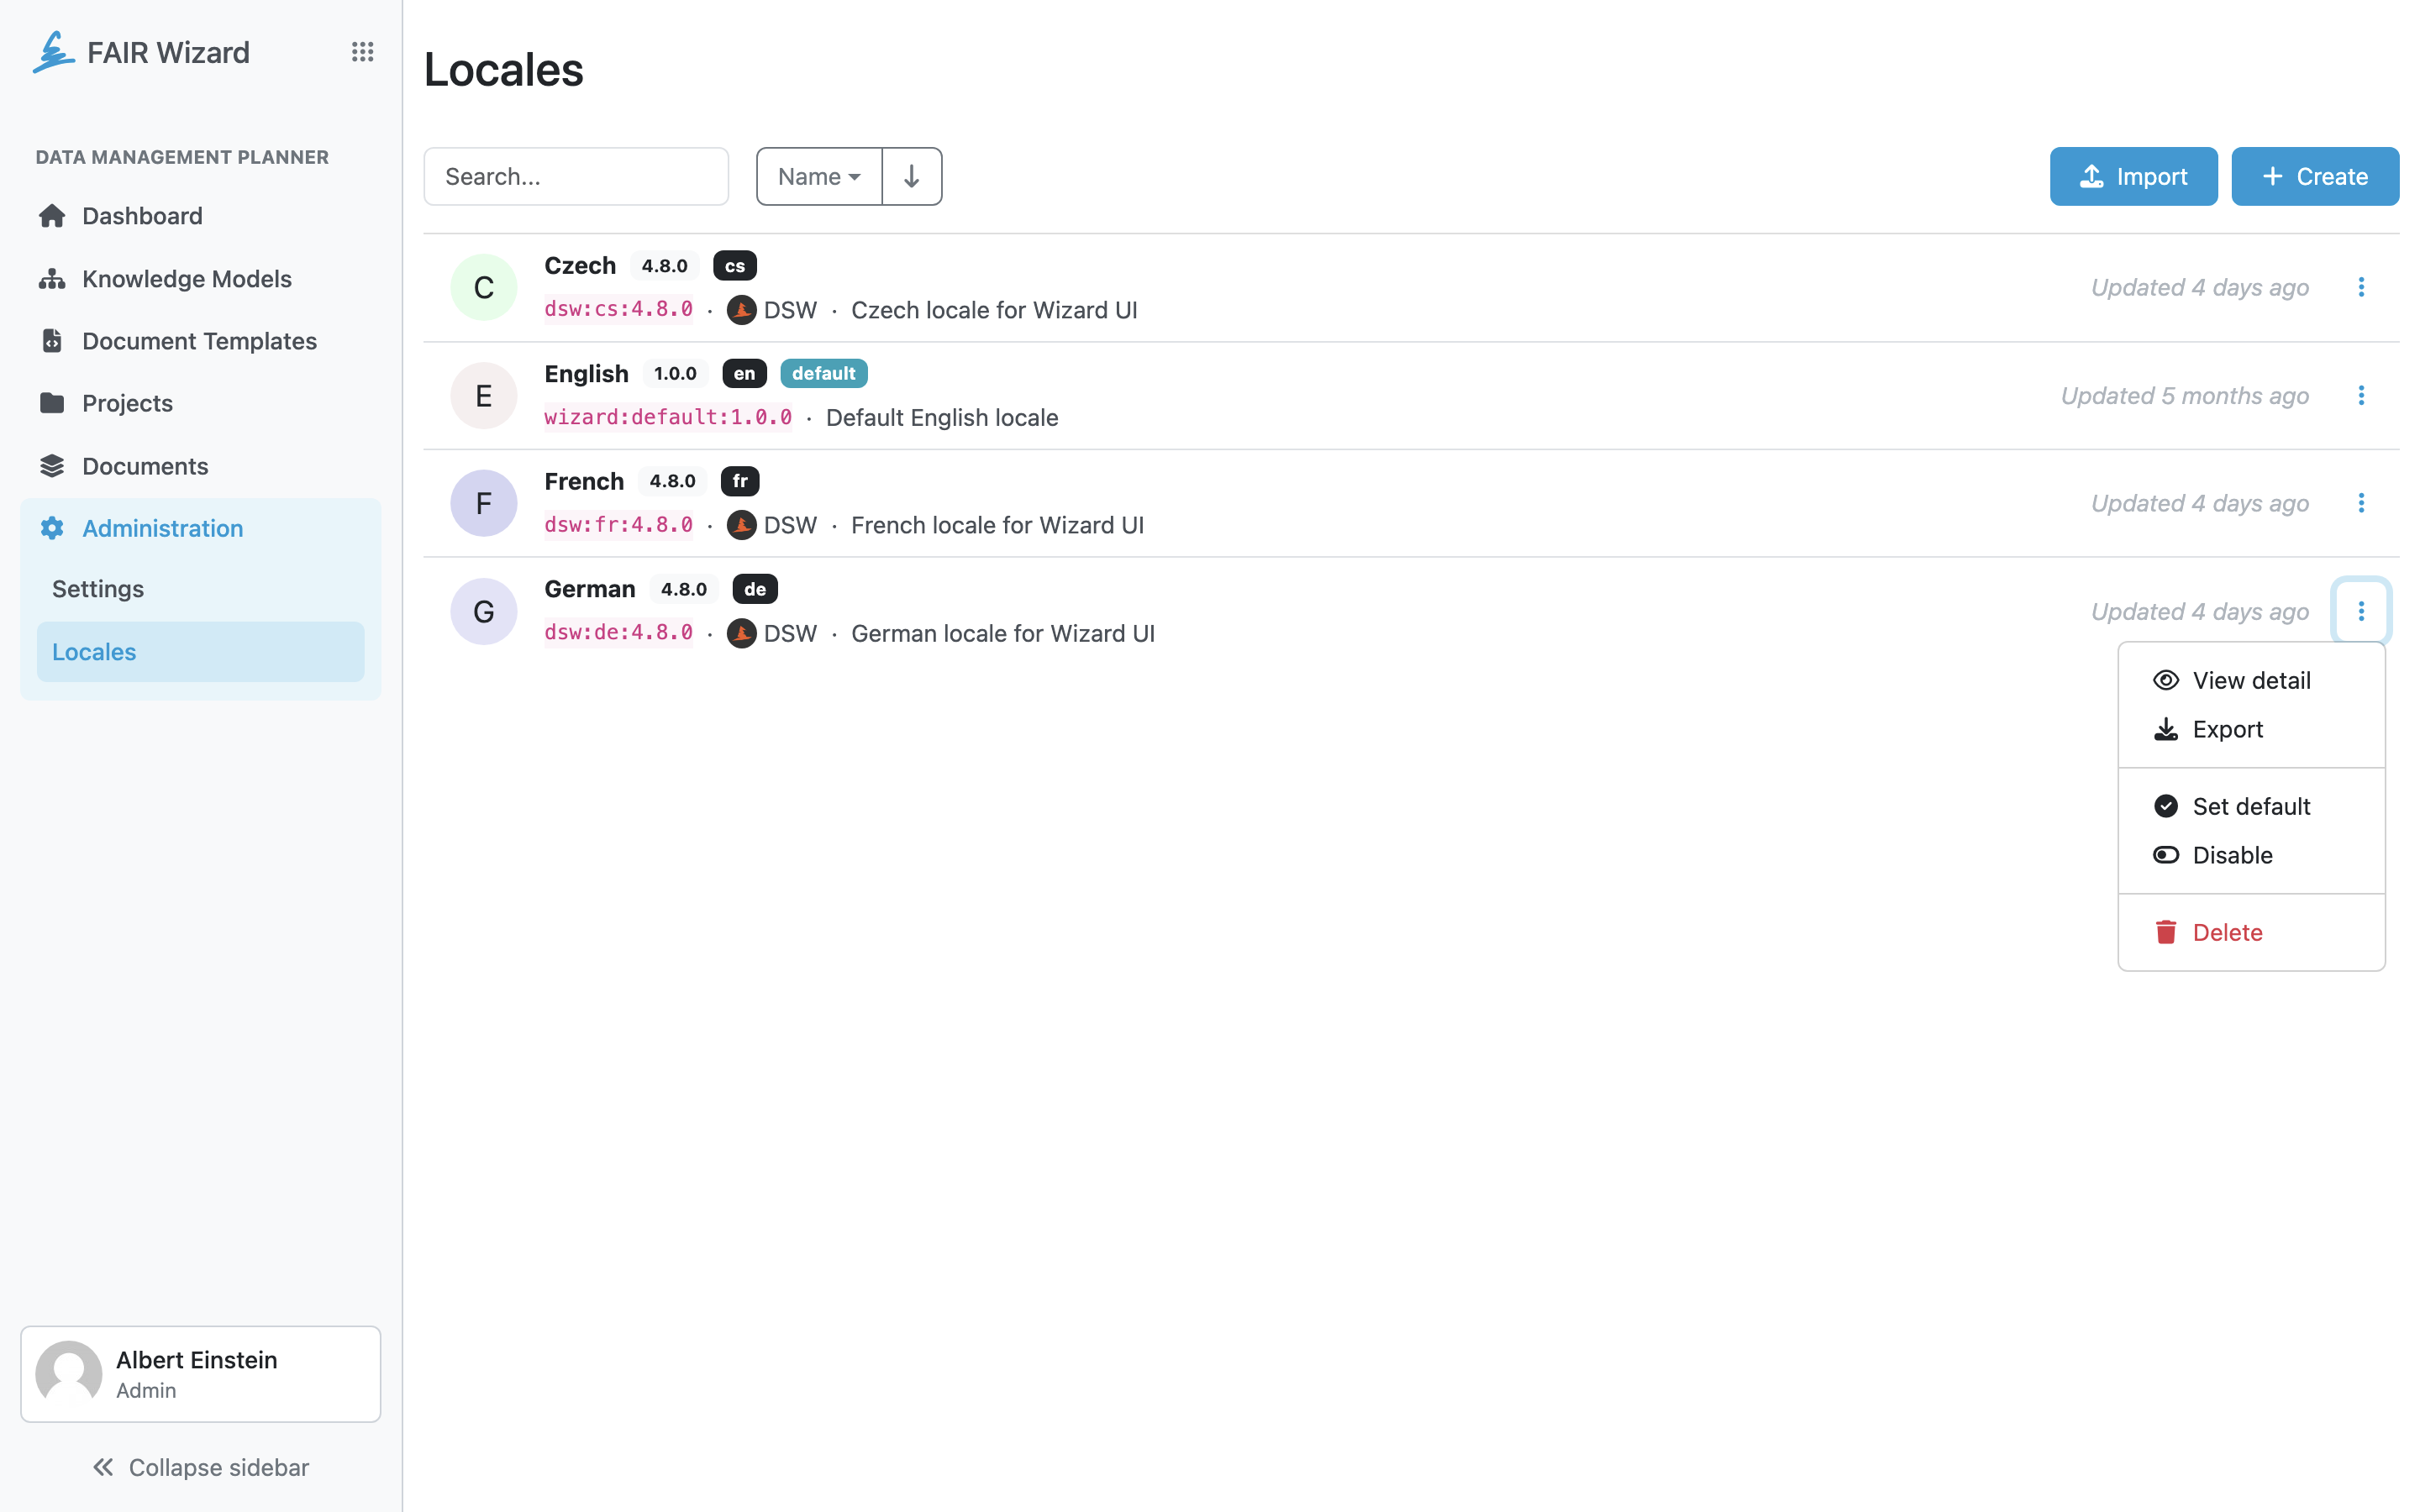 FAIR Wizard
DATA MANAGEMENT PLANNER
Dashboard
Knowledge Models
Document Templates
Projects
Documents
Administration
Settings
Locales
Albert Einstein
Admin
Collapse sidebar
Locales
Search...
Name
Import
Create
C
Czech 4.8.0 cs
dsw:cs:4.8.0 · DSW · Czech locale for Wizard UI
Updated 4 days ago
E
English 1.0.0 en default
wizard:default:1.0.0 · Default English locale
Updated 5 months ago
F
French 4.8.0 fr
dsw:fr:4.8.0 · DSW · French locale for Wizard UI
Updated 4 days ago
G
German 4.8.0 de
dsw:de:4.8.0 · DSW · German locale for Wizard UI
Updated 4 days ago
View detail
Export
Set default
Disable
Delete